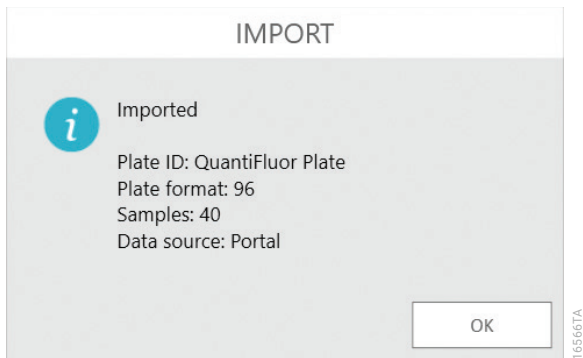 IMPORT
i
Imported
Plate ID: QuantiFluor Plate
Plate format: 96
Samples: 40
Data source: Portal
OK
16566TA